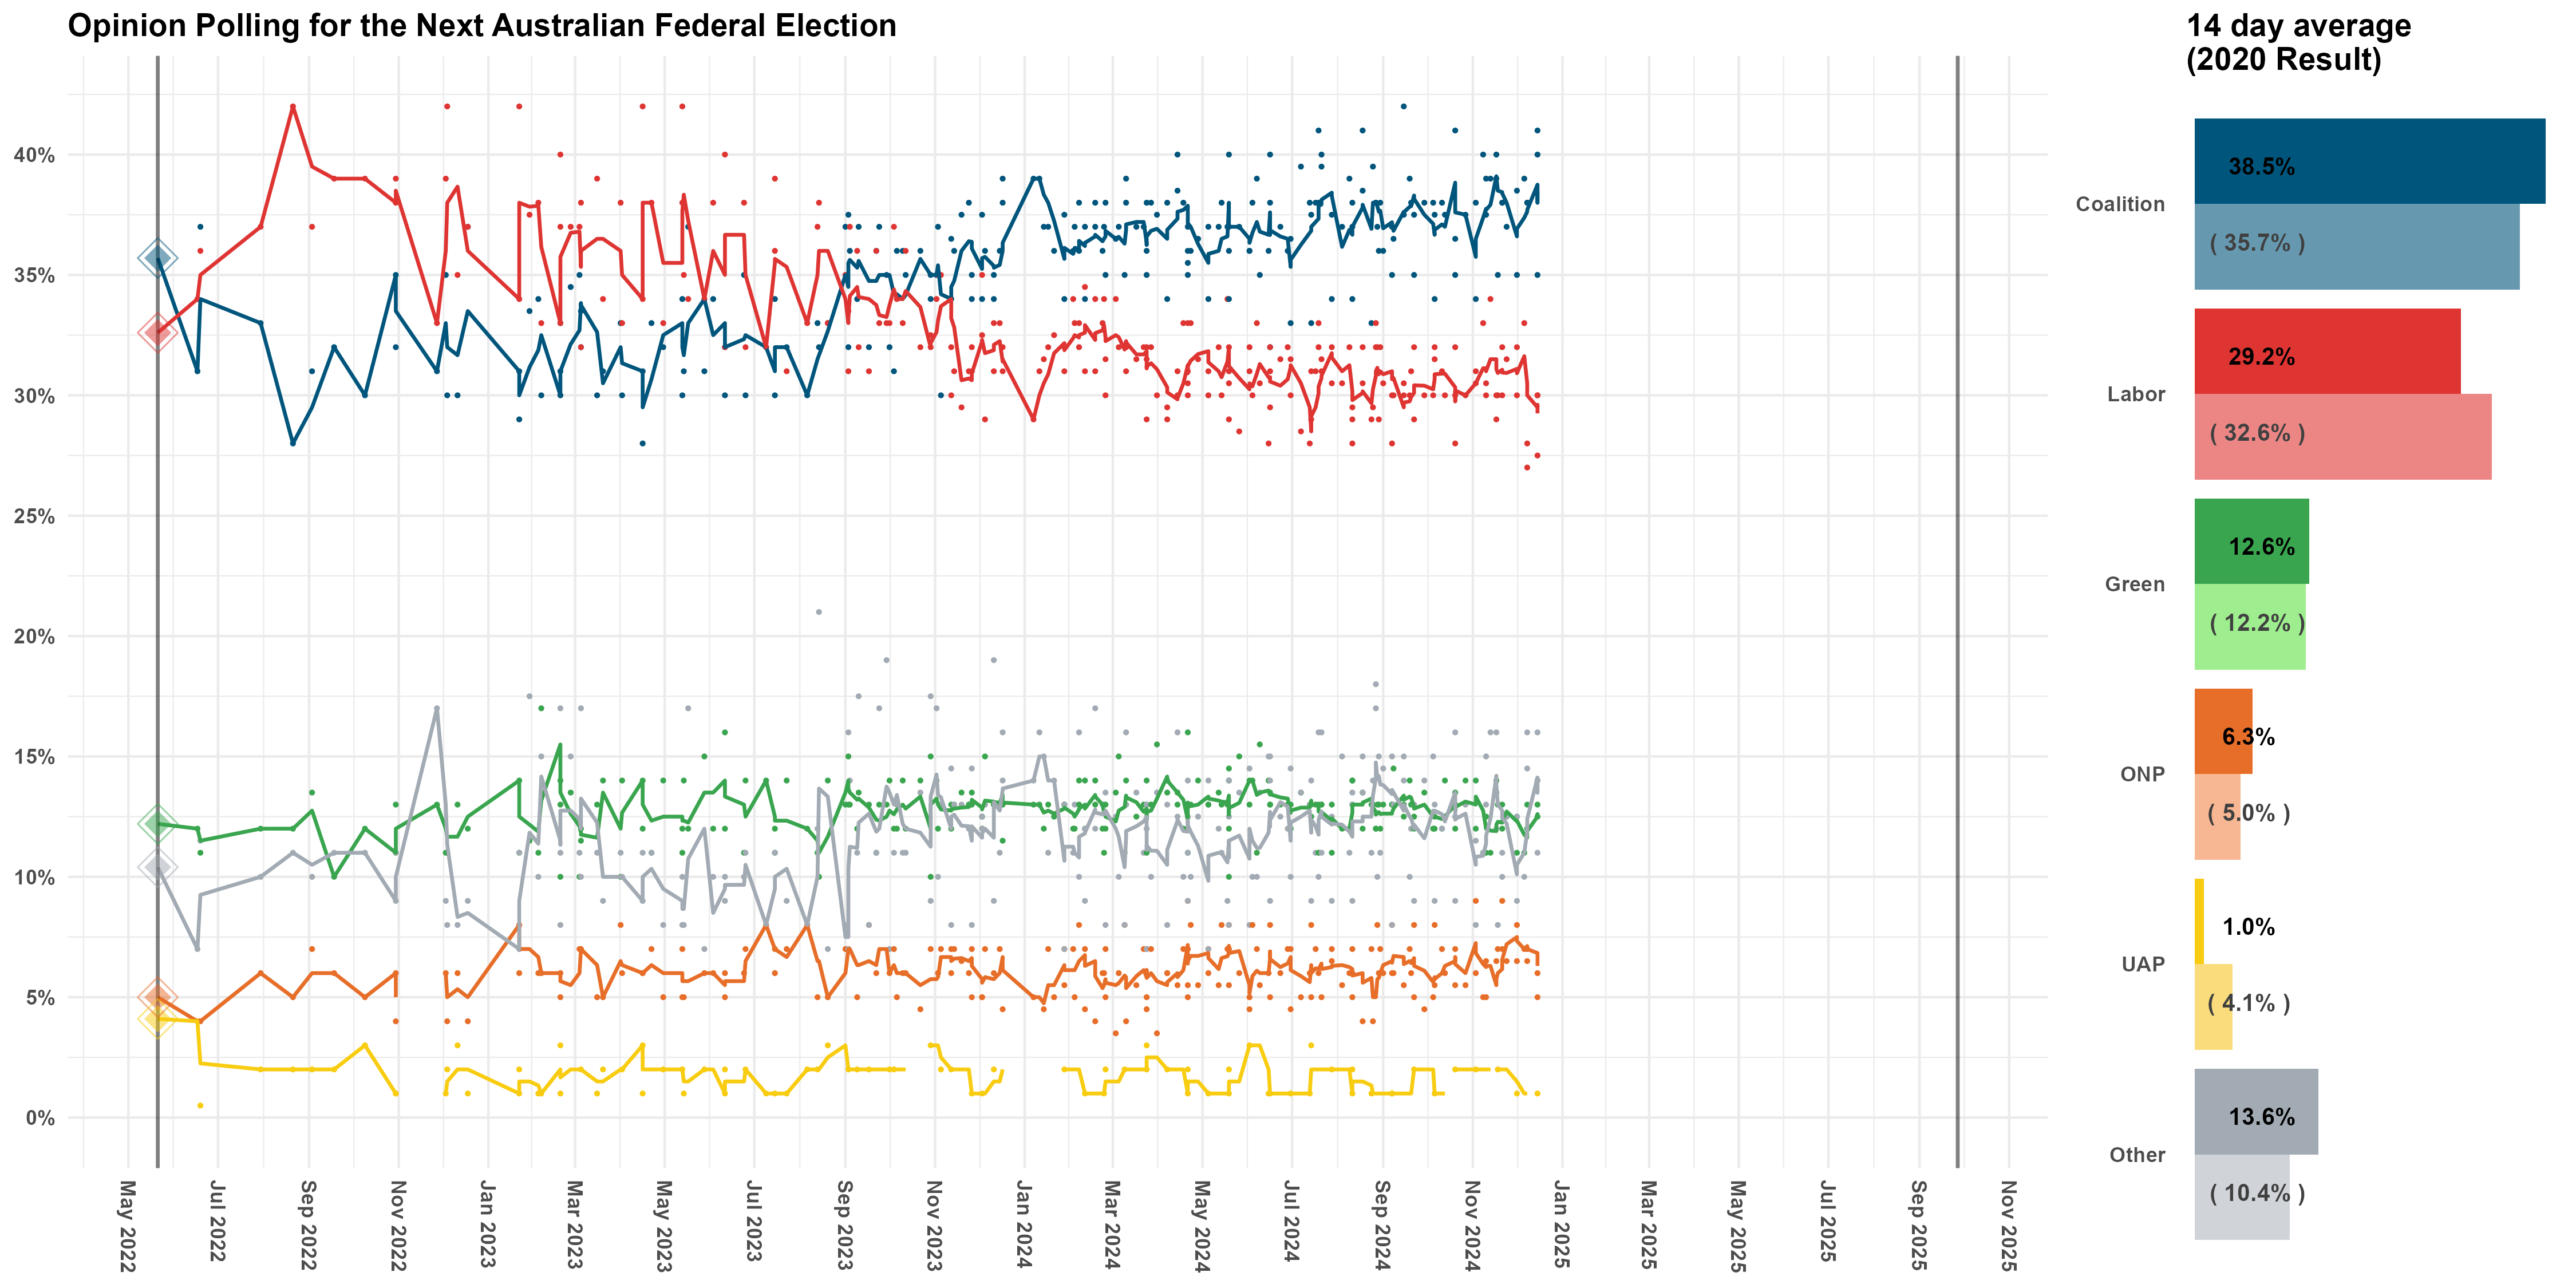 Opinion Polling for the Next Australian Federal Election
14 day average
(2020 Result)
40%
35%
30%
25%
20%
15%
10%
5%
0%
May 2022
Jul 2022
Sep 2022
Nov 2022
Jan 2023
Mar 2023
May 2023
Jul 2023
Sep 2023
Nov 2023
Jan 2024
Mar 2024
May 2024
Jul 2024
Sep 2024
Nov 2024
Jan 2025
Mar 2025
May 2025
Jul 2025
Sep 2025
Nov 2025
Coalition
38.5%
( 35.7% )
Labor
29.2%
( 32.6% )
Green
12.6%
( 12.2% )
ONP
6.3%
( 5.0% )
UAP
1.0%
( 4.1% )
Other
13.6%
( 10.4% )